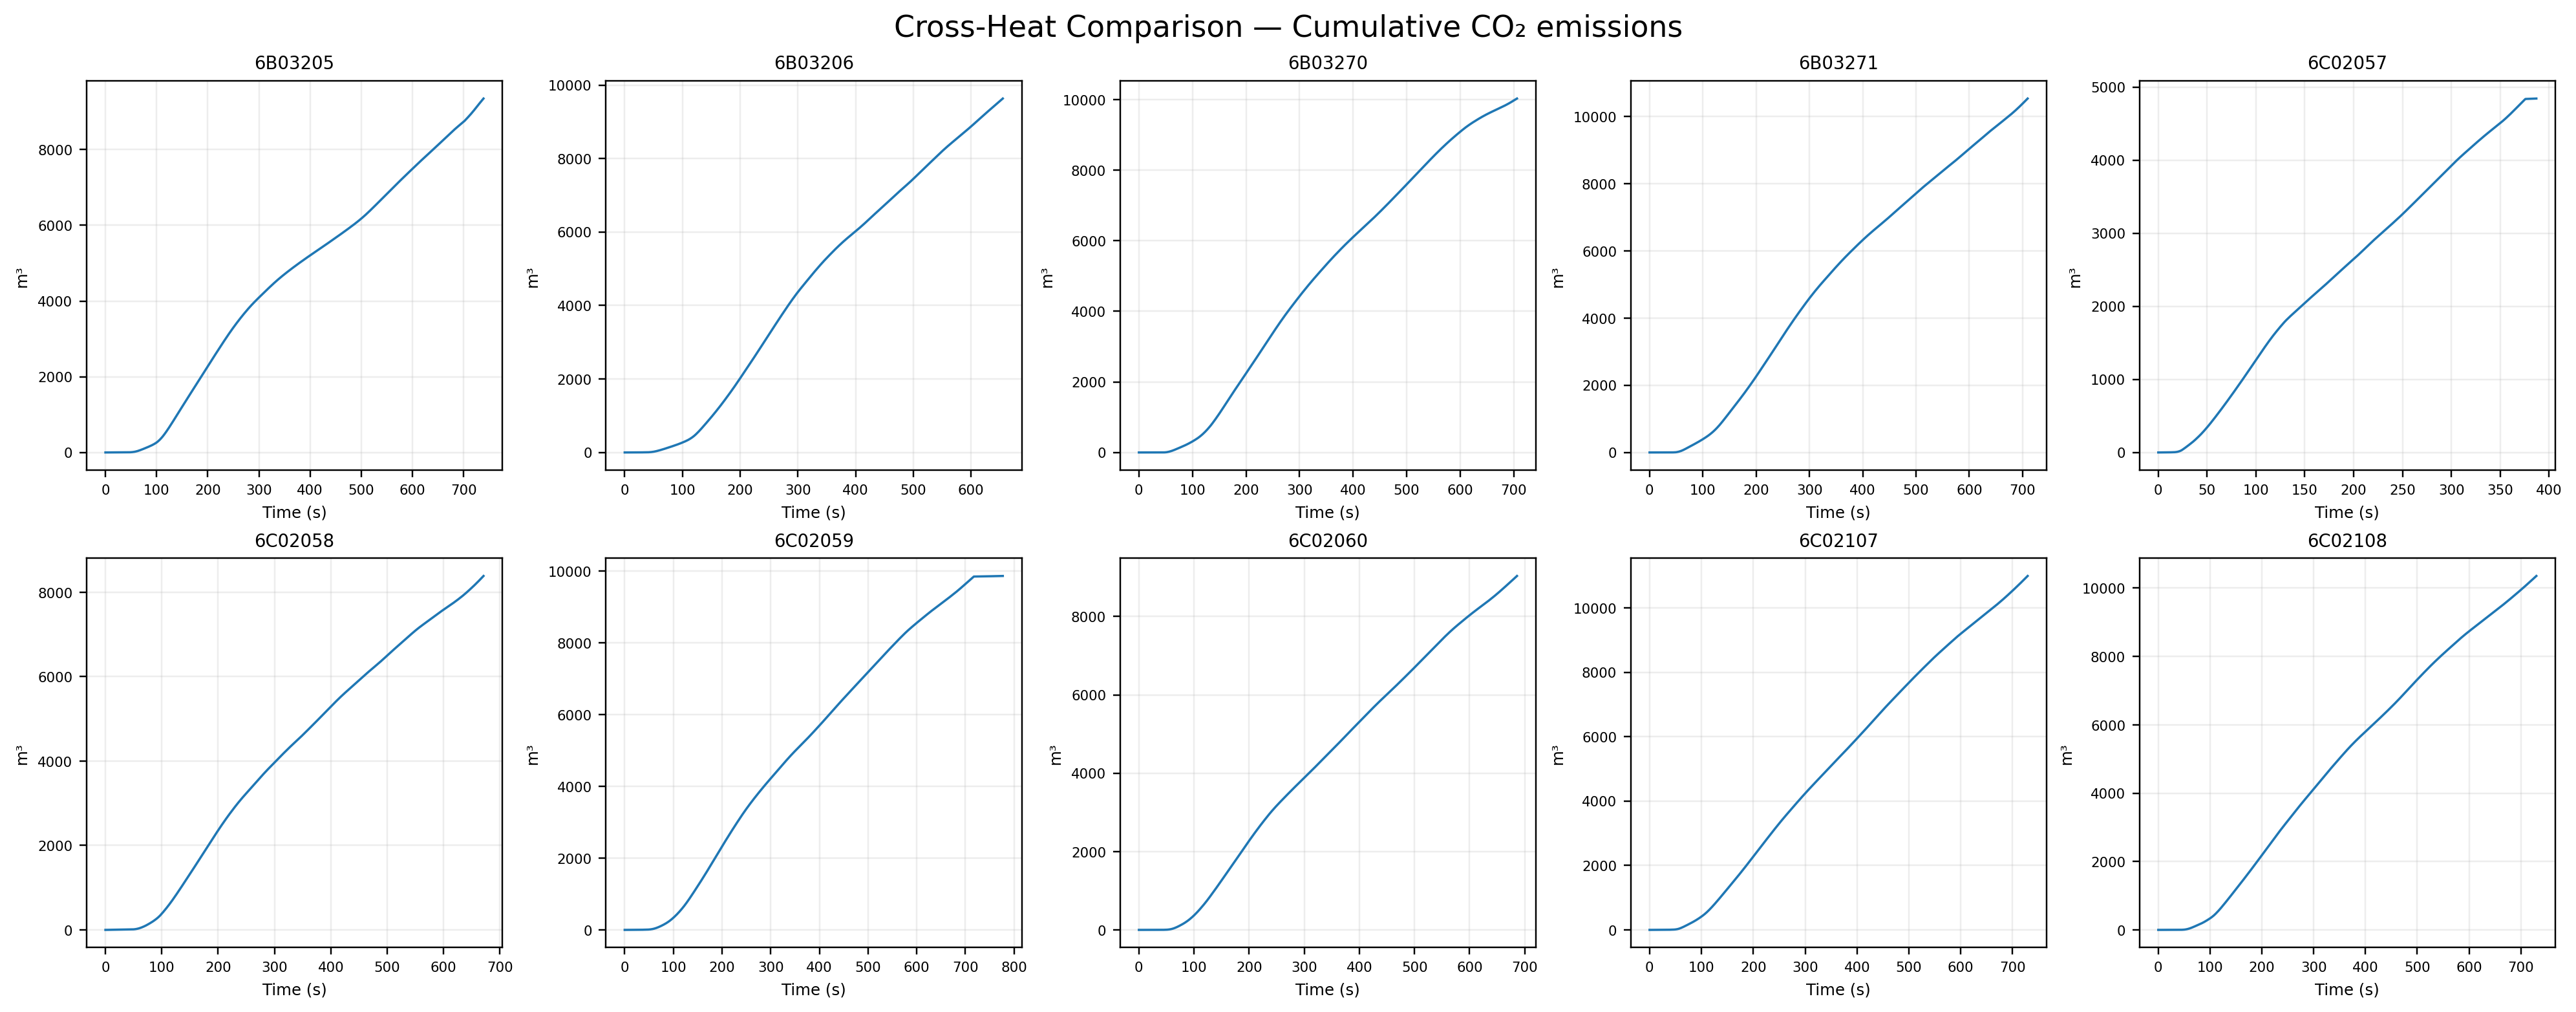 Cross-Heat Comparison — Cumulative CO₂ emissions
6B03205
6B03206
6B03270
6B03271
6C02057
8000
6000
4000
2000
0
m³
0 100 200 300 400 500 600 700
Time (s)
10000
8000
6000
4000
2000
0
m³
0 100 200 300 400 500 600
Time (s)
10000
8000
6000
4000
2000
0
m³
0 100 200 300 400 500 600 700
Time (s)
10000
8000
6000
4000
2000
0
m³
0 100 200 300 400 500 600 700
Time (s)
5000
4000
3000
2000
1000
0
m³
0 50 100 150 200 250 300 350 400
Time (s)
6C02058
6C02059
6C02060
6C02107
6C02108
8000
6000
4000
2000
0
m³
0 100 200 300 400 500 600 700
Time (s)
10000
8000
6000
4000
2000
0
m³
0 100 200 300 400 500 600 700 800
Time (s)
8000
6000
4000
2000
0
m³
0 100 200 300 400 500 600 700
Time (s)
10000
8000
6000
4000
2000
0
m³
0 100 200 300 400 500 600 700
Time (s)
10000
8000
6000
4000
2000
0
m³
0 100 200 300 400 500 600 700
Time (s)